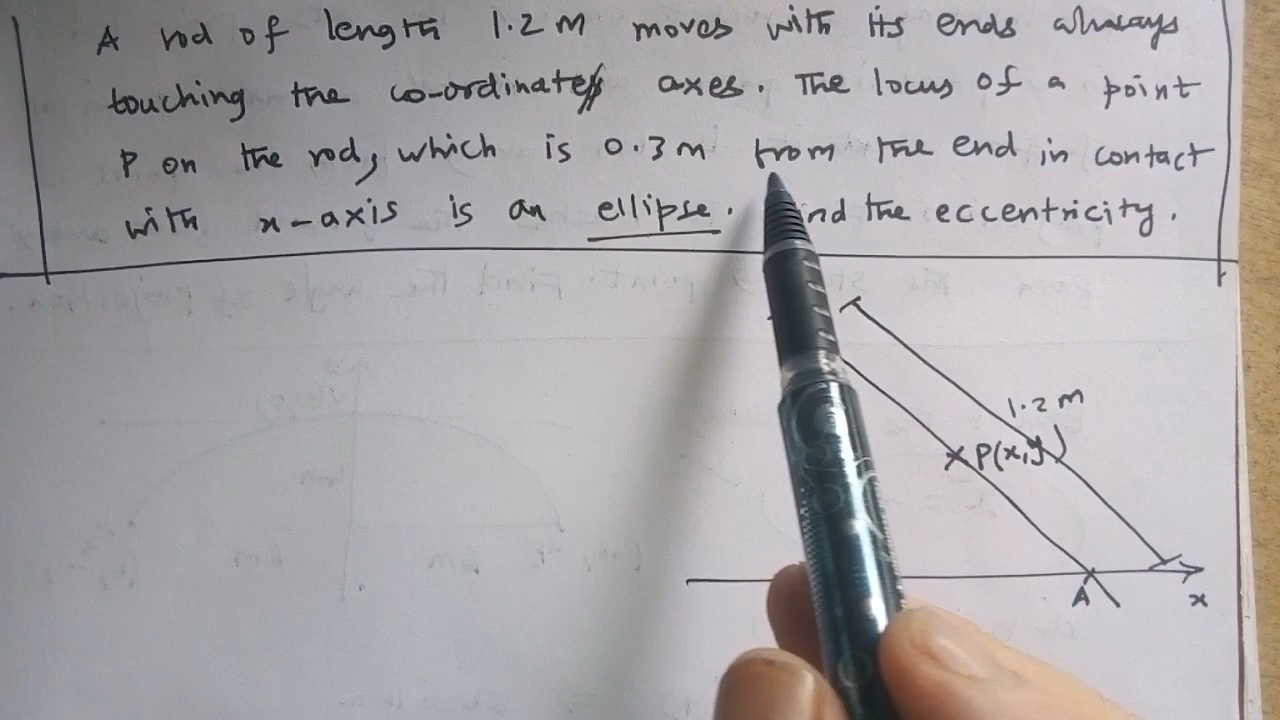 A rod of length 1.2 M moves with its ends always
touching the co-ordinate axes. The locus of a point
P on the rod, which is 0.3 m from the end in contact
with x-axis is an ellipse. the eccentricity.
1.2 m
P(x,y)
A
x